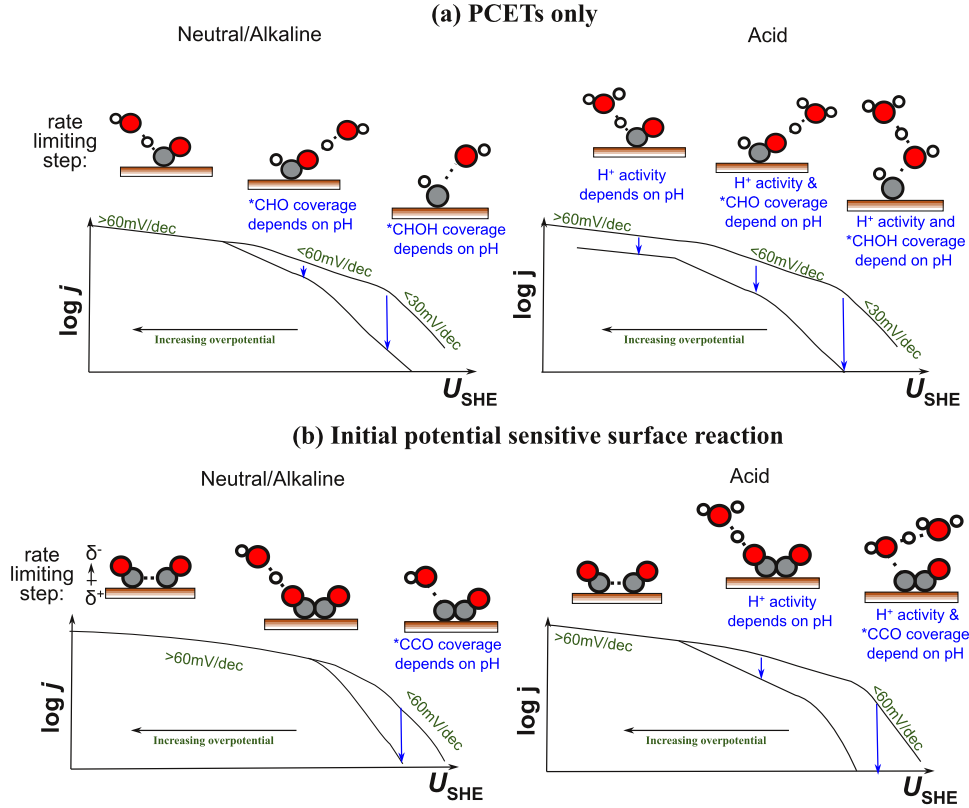 (a) PCETs only
Neutral/Alkaline
Acid
rate
limiting
step:
*CHO coverage
depends on pH
*CHOH coverage
depends on pH
H⁺ activity
depends on pH
H⁺ activity &
*CHO coverage
depend on pH
H⁺ activity and
*CHOH coverage
depend on pH
>60mV/dec
<60mV/dec
<30mV/dec
log j
Increasing overpotential
U_SHE
>60mV/dec
<60mV/dec
<30mV/dec
log j
Increasing overpotential
U_SHE
(b) Initial potential sensitive surface reaction
Neutral/Alkaline
Acid
rate
limiting
step:
δ⁻
δ⁺
*CCO coverage
depends on pH
H⁺ activity
depends on pH
H⁺ activity &
*CCO coverage
depend on pH
>60mV/dec
<60mV/dec
log j
Increasing overpotential
U_SHE
>60mV/dec
<60mV/dec
log j
Increasing overpotential
U_SHE